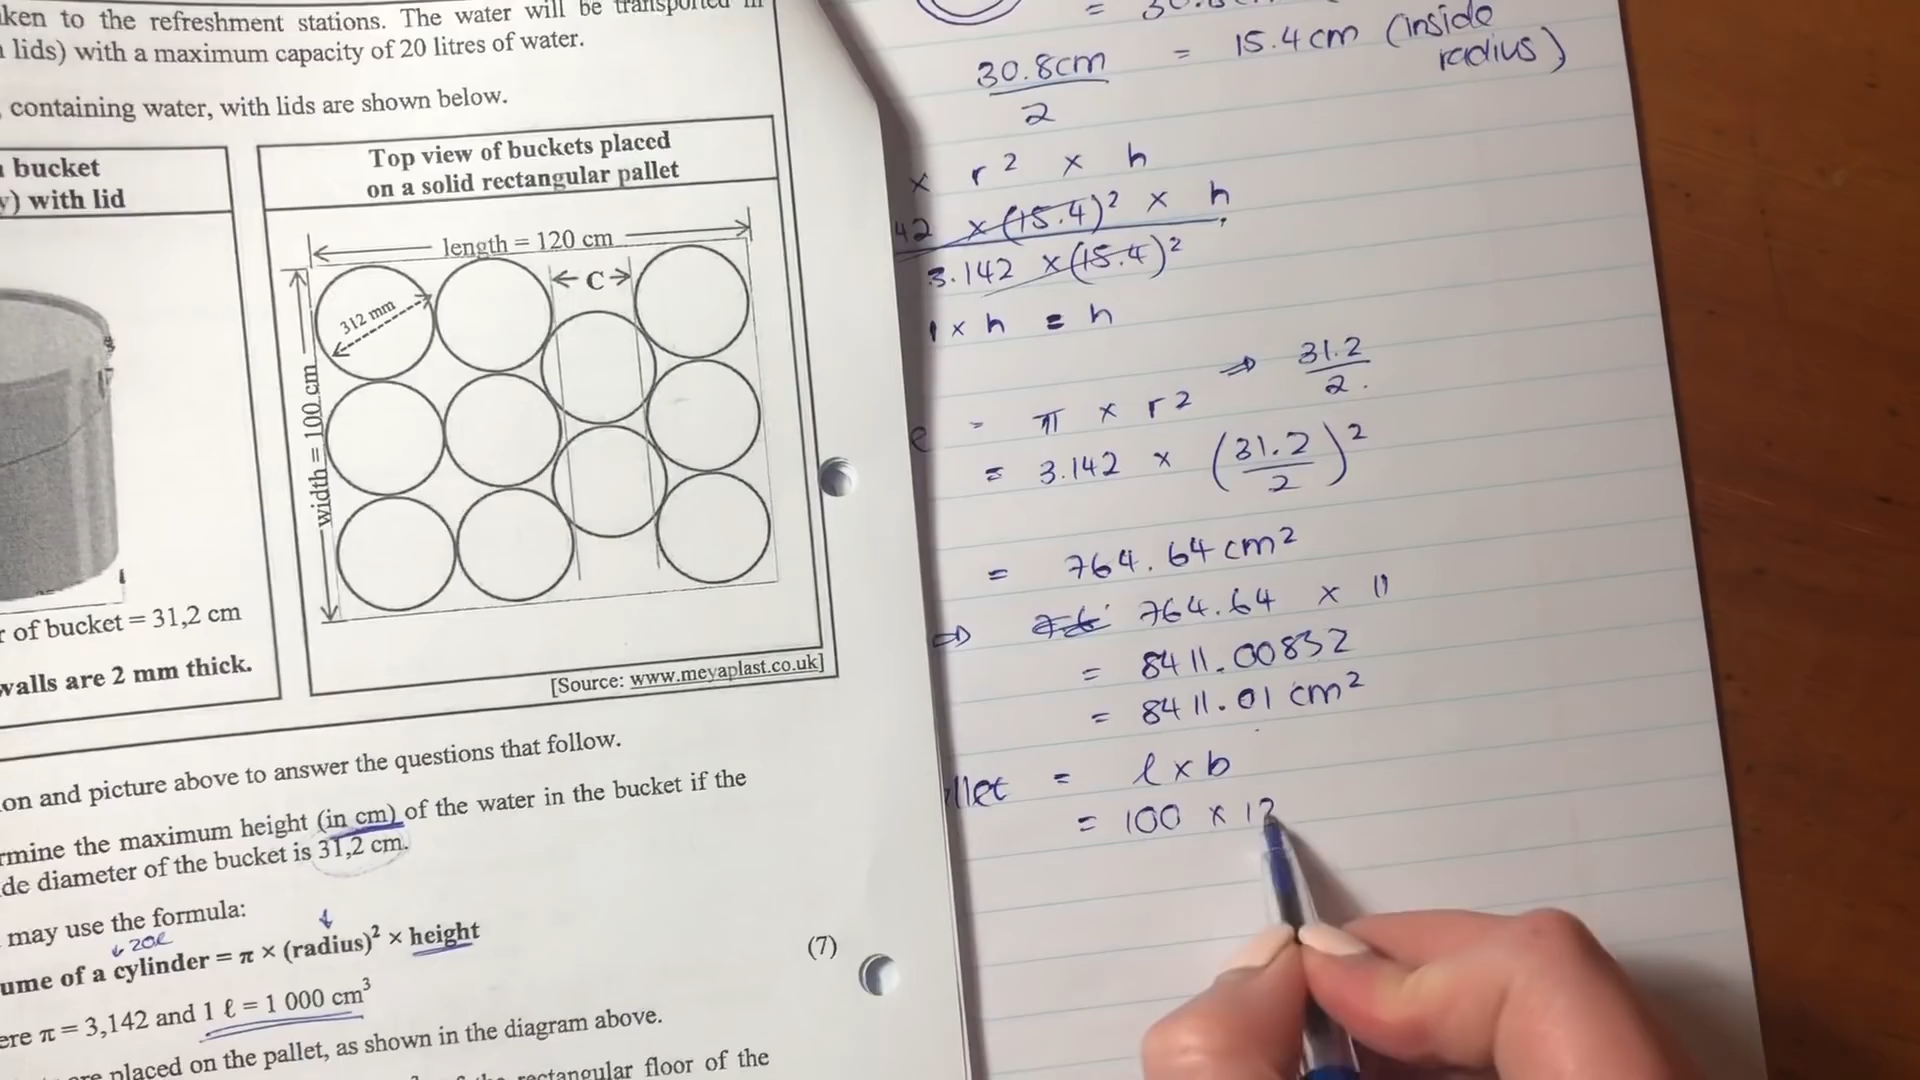 to the refreshment stations. The water will be transported in
lids) with a maximum capacity of 20 litres of water.
containing water, with lids are shown below.
bucket
with lid
Top view of buckets placed
on a solid rectangular pallet
length = 120 cm
C
312 mm
width = 100 cm
of bucket = 31,2 cm
walls are 2 mm thick.
[Source: www.meyaplast.co.uk]
on and picture above to answer the questions that follow.
rmine the maximum height (in cm) of the water in the bucket if the
de diameter of the bucket is 31,2 cm.
may use the formula:
20ℓ
ume of a cylinder = π × (radius)² × height
(7)
ere π = 3,142 and 1 ℓ = 1 000 cm³
placed on the pallet, as shown in the diagram above.
rectangular floor of the
=
30.8cm = 15.4cm (inside
2 radius)
× r² × h
42 × (15.4)² × h
3.142 × (15.4)²
1 × h = h
e = π × r² ⇒ 31.2
2
= 3.142 × (31.2
2)²
= 764.64 cm²
⇒ 764.64 × 11
= 8411.00832
= 8411.01 cm²
llet = l × b
= 100 × 12